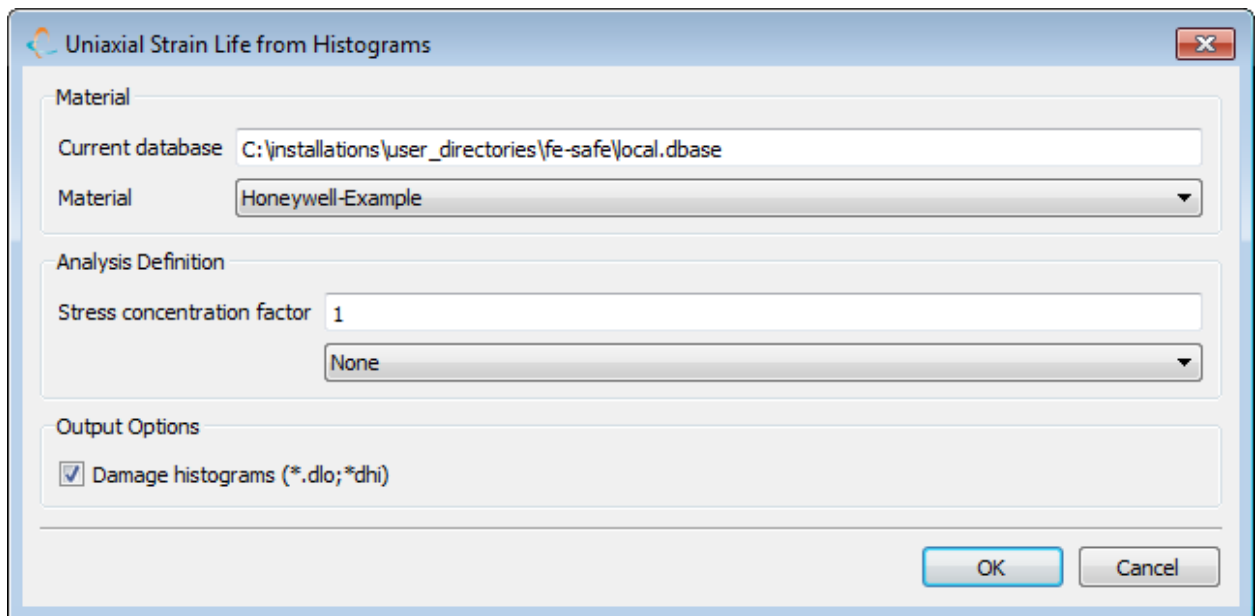 Uniaxial Strain Life from Histograms
Material
Current database C:\installations\user_directories\fe-safe\local.dbase
Material Honeywell-Example
Analysis Definition
Stress concentration factor 1
None
Output Options
Damage histograms (*.dlo;*dhi)
OK Cancel